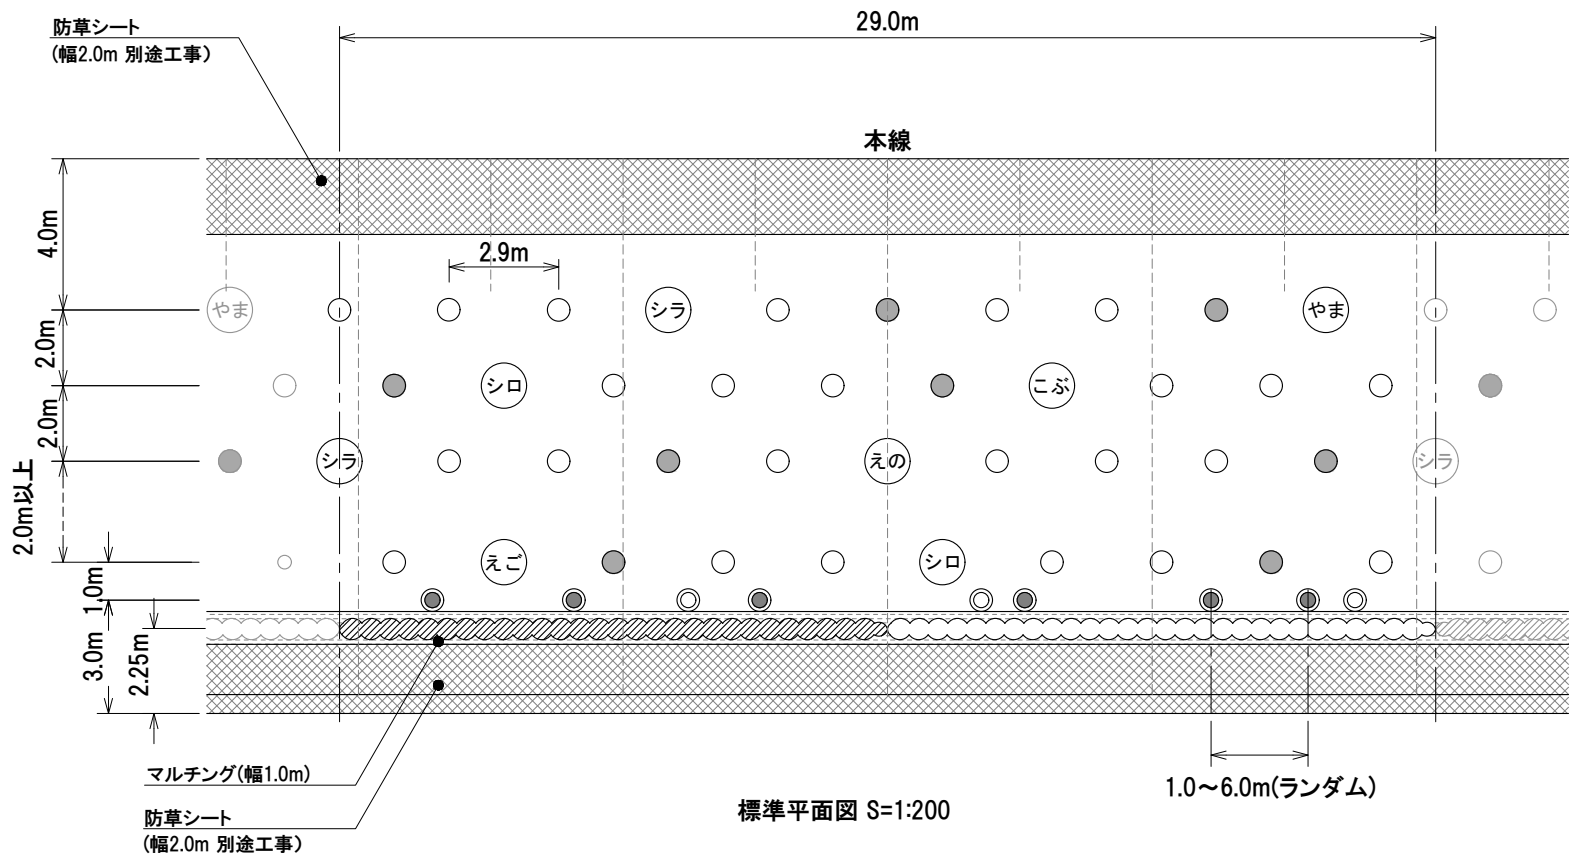 防草シート
(幅2.0m 別途工事)
29.0m
本線
4.0m
2.9m
やま
シラ
やま
2.0m
シロ
こぶ
2.0m
シラ
えの
シラ
2.0m以上
えご
シロ
1.0m
3.0m
2.25m
マルチング(幅1.0m)
1.0～6.0m(ランダム)
標準平面図 S=1:200
防草シート
(幅2.0m 別途工事)